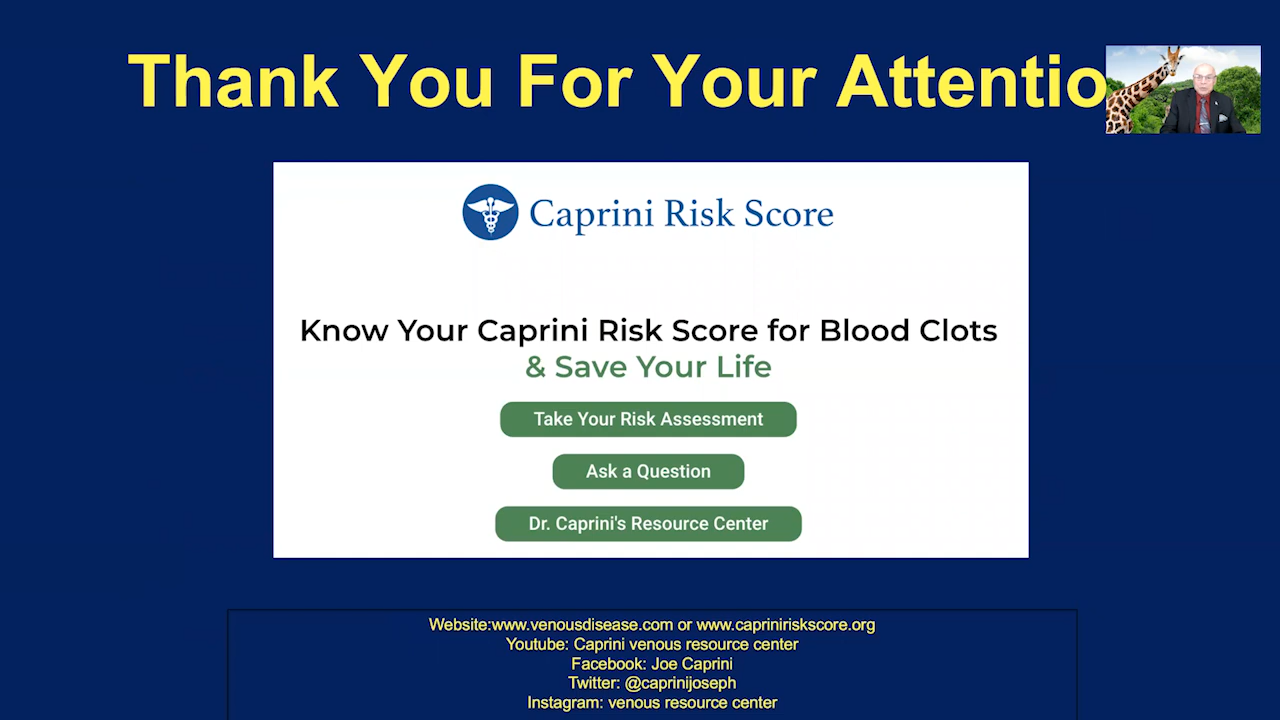 Thank You For Your Attentio
Caprini Risk Score
Know Your Caprini Risk Score for Blood Clots
& Save Your Life
Take Your Risk Assessment
Ask a Question
Dr. Caprini's Resource Center
Website:www.venousdisease.com or www.capririniskscore.org
Youtube: Caprini venous resource center
Facebook: Joe Caprini
Twitter: @caprinijoseph
Instagram: venous resource center